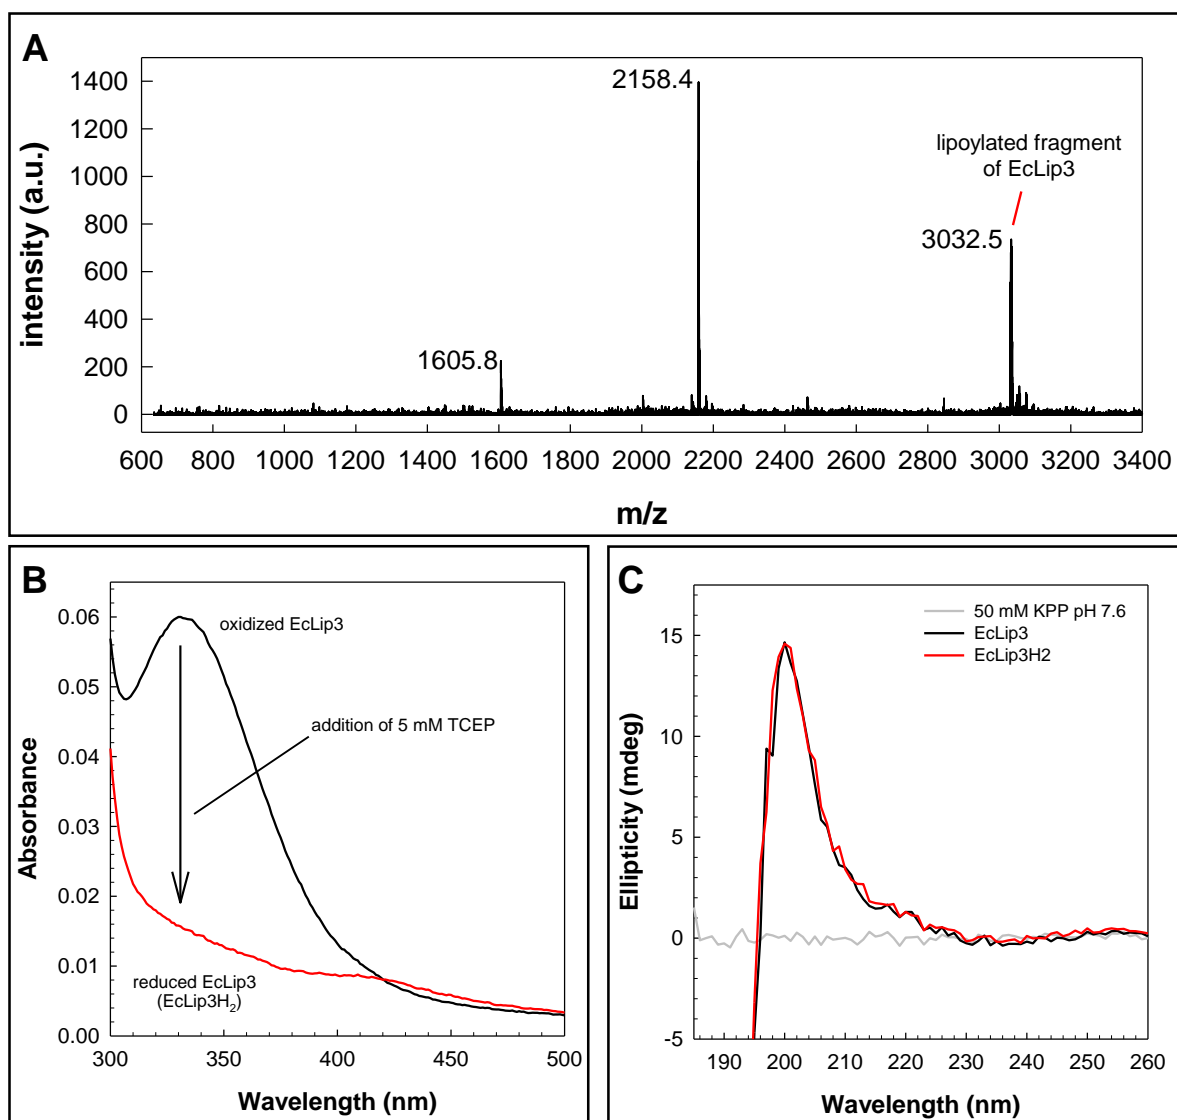 A
1400
1200
1000
800
600
400
200
0
intensity (a.u.)
2158.4
lipoylated fragment
of EcLip3
3032.5
1605.8
600 800 1000 1200 1400 1600 1800 2000 2200 2400 2600 2800 3000 3200 3400
m/z
B
0.06
0.05
0.04
0.03
0.02
0.01
0.00
Absorbance
oxidized EcLip3
addition of 5 mM TCEP
reduced EcLip3
(EcLip3H₂)
300 350 400 450 500
Wavelength (nm)
C
15
10
5
0
-5
Ellipticity (mdeg)
50 mM KPP pH 7.6
EcLip3
EcLip3H2
190 200 210 220 230 240 250 260
Wavelength (nm)